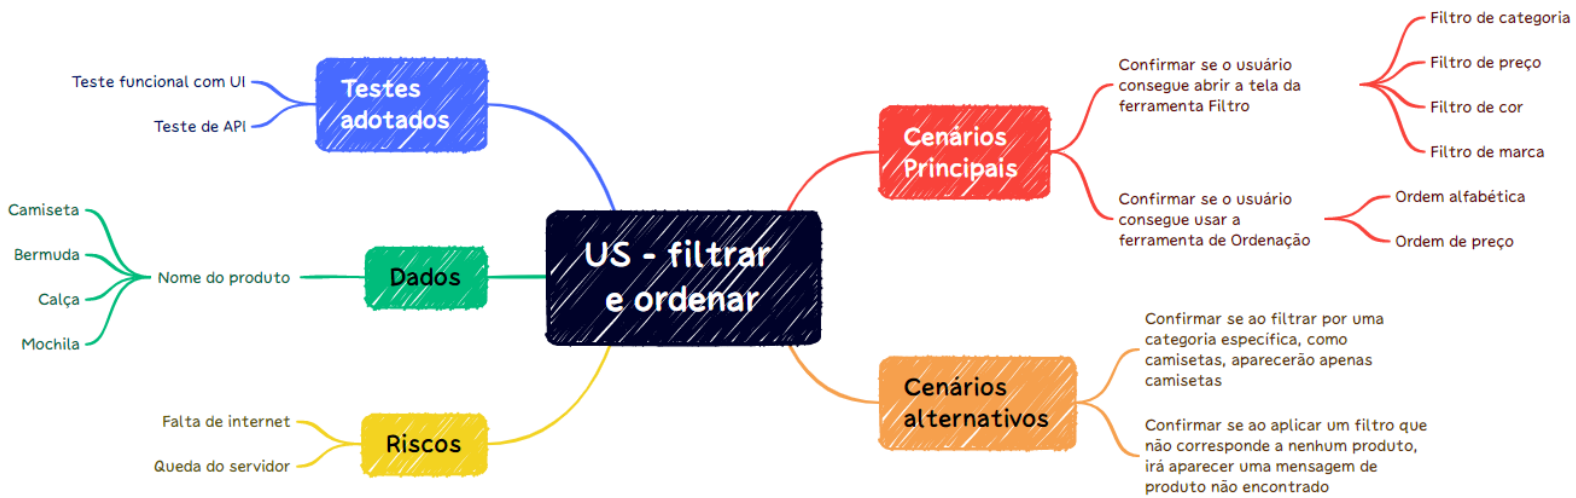 US - filtrar
e ordenar
Testes
adotados
Teste funcional com UI
Teste de API
Dados
Nome do produto
Camiseta
Bermuda
Calça
Mochila
Riscos
Falta de internet
Queda do servidor
Cenários
Principais
Confirmar se o usuário
consegue abrir a tela da
ferramenta Filtro
Filtro de categoria
Filtro de preço
Filtro de cor
Filtro de marca
Confirmar se o usuário
consegue usar a
ferramenta de Ordenação
Ordem alfabética
Ordem de preço
Cenários
alternativos
Confirmar se ao filtrar por uma
categoria específica, como
camisetas, aparecerão apenas
camisetas
Confirmar se ao aplicar um filtro que
não corresponde a nenhum produto,
irá aparecer uma mensagem de
produto não encontrado